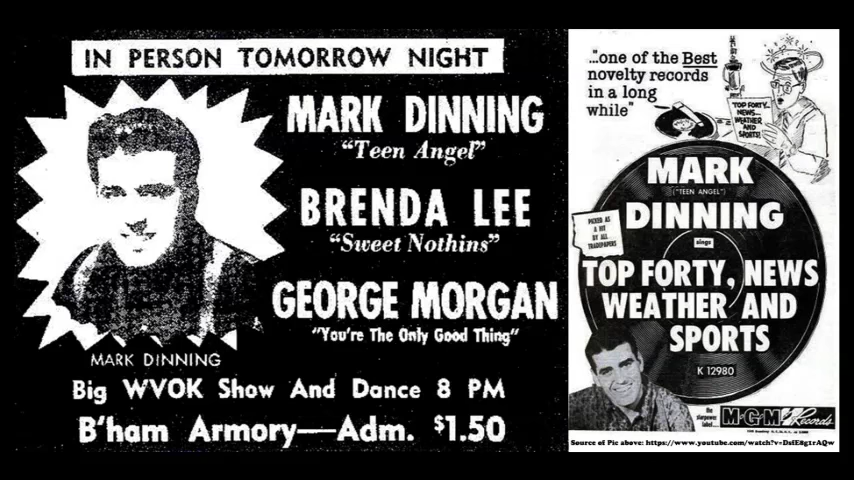 IN PERSON TOMORROW NIGHT
MARK DINNING
"Teen Angel"
BRENDA LEE
"Sweet Nothins"
GEORGE MORGAN
"You're The Only Good Thing"
MARK DINNING
Big WVOK Show And Dance 8 PM
B'ham Armory—Adm. $1.50
"...one of the Best
novelty records
in a long
while"
"TOP FORTY...
NEWS...
WEATHER
AND
SPORTS!
MARK
("TEEN ANGEL")
DINNING
PICKED AS
A HIT
BY ALL
TRADEPAPERS
sings
TOP FORTY, NEWS
WEATHER AND
SPORTS
K 12980
the
starpower
label...
M-G-M Records
Source of Pic above: https://www.youtube.com/watch?v=DsfE8g1rAQw